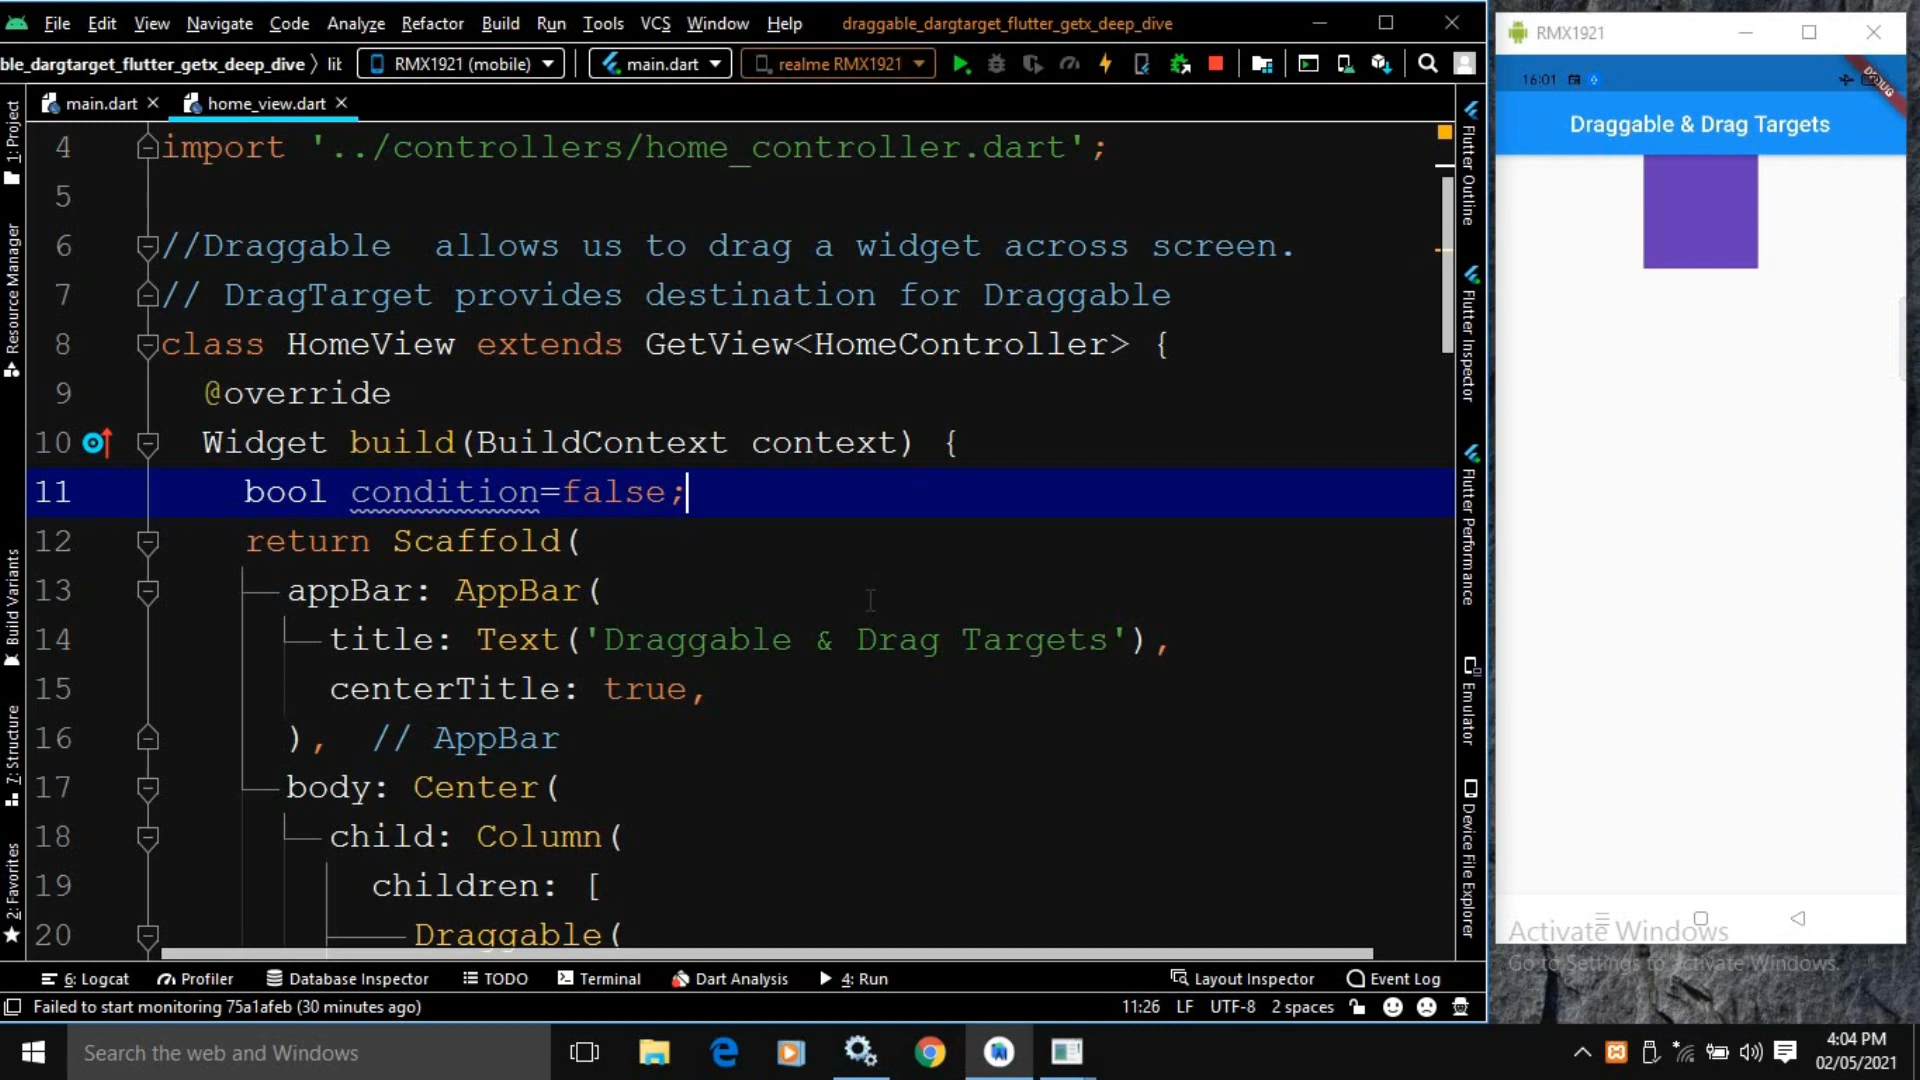 File Edit View Navigate Code Analyze Refactor Build Run Tools VCS Window Help draggable_dargtarget_flutter_getx_deep_dive
ble_dargtarget_flutter_getx_deep_dive lib RMX1921 (mobile) main.dart realme RMX1921
main.dart home_view.dart
1: Project
Resource Manager
Build Variants
7: Structure
2: Favorites
4 import '../controllers/home_controller.dart';
5
6 //Draggable  allows us to drag a widget across screen.
7 // DragTarget provides destination for Draggable
8 class HomeView extends GetView<HomeController> {
9 @override
10 Widget build(BuildContext context) {
11 bool condition=false;
12 return Scaffold(
13 appBar: AppBar(
14 title: Text('Draggable & Drag Targets'),
15 centerTitle: true,
16 ),  // AppBar
17 body: Center(
18 child: Column(
19 children: [
20 Draggable(
Flutter Outline
Flutter Inspector
Flutter Performance
Emulator
Device File Explorer
6: Logcat Profiler Database Inspector TODO Terminal Dart Analysis 4: Run Layout Inspector Event Log
Failed to start monitoring 75a1afeb (30 minutes ago) 11:26 LF UTF-8 2 spaces
RMX1921
16:01
DEBUG
Draggable & Drag Targets
Activate Windows
Go to Settings to activate Windows.
Search the web and Windows
4:04 PM
02/05/2021